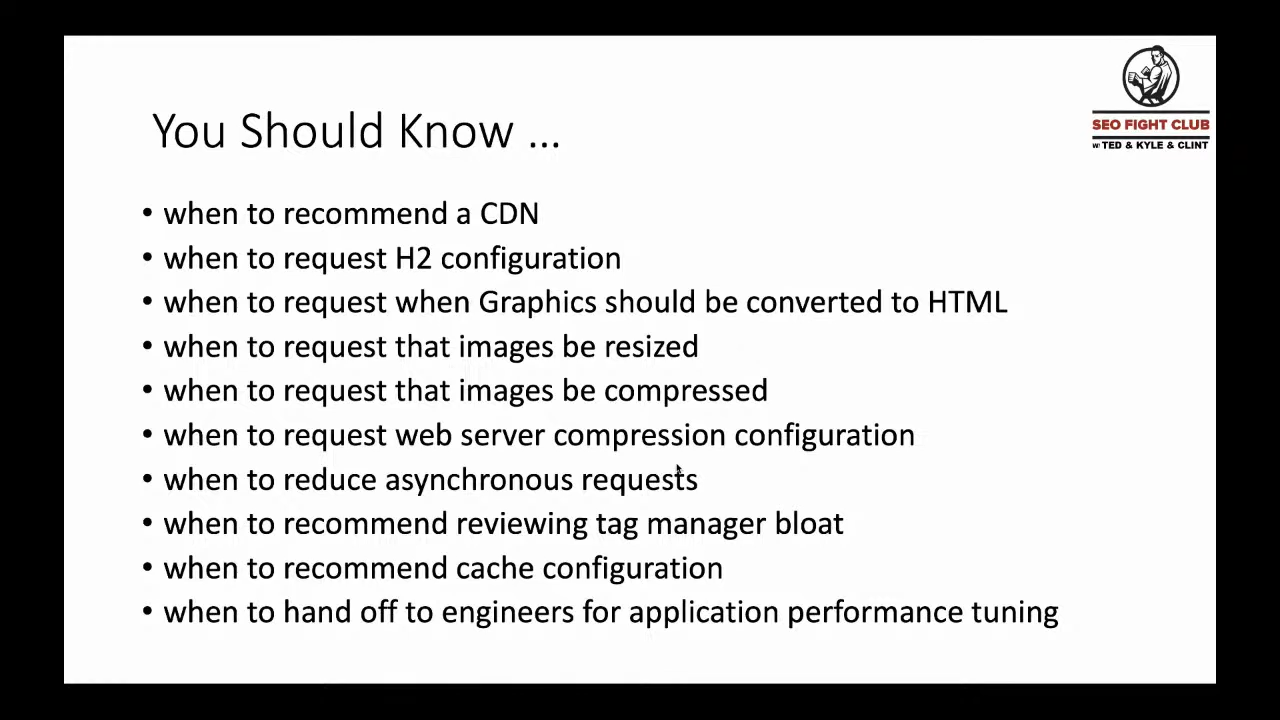 SEO FIGHT CLUB
W/ TED & KYLE & CLINT
You Should Know ...
• when to recommend a CDN
• when to request H2 configuration
• when to request when Graphics should be converted to HTML
• when to request that images be resized
• when to request that images be compressed
• when to request web server compression configuration
• when to reduce asynchronous requests
• when to recommend reviewing tag manager bloat
• when to recommend cache configuration
• when to hand off to engineers for application performance tuning